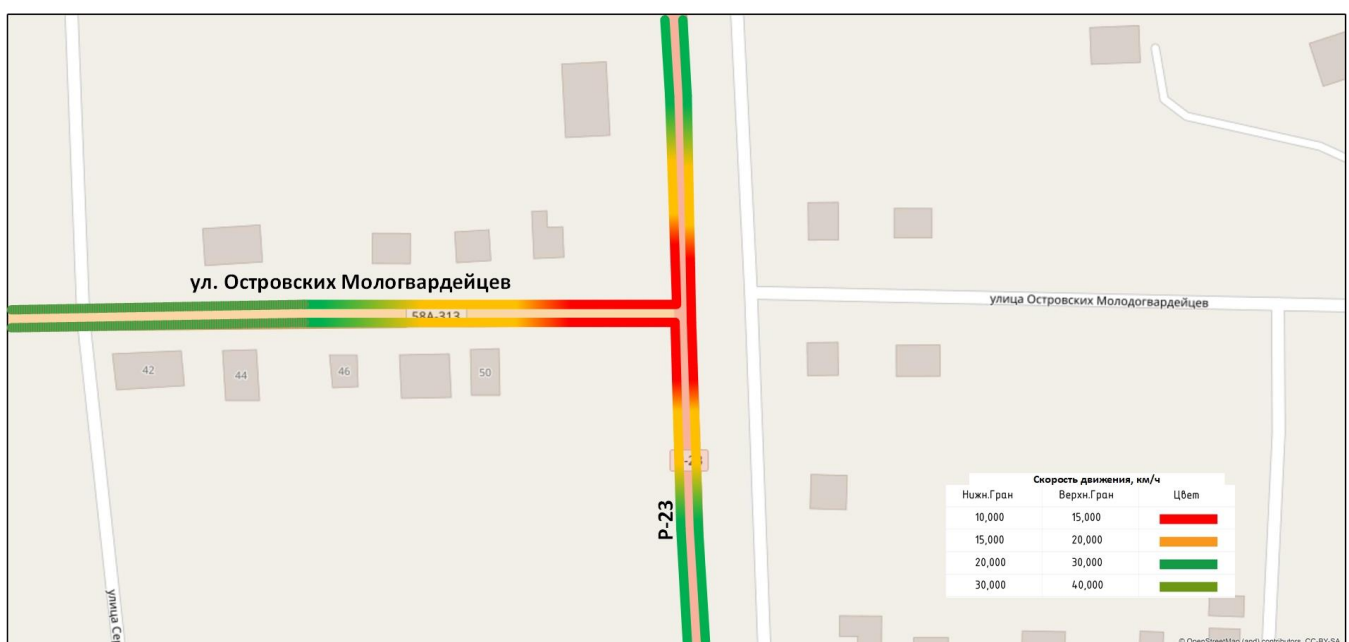 ул. Островских Мологвардейцев
58А-313
улица Островских Молодогвардейцев
42
44
46
50
Р-23
Скорость движения, км/ч
Нижн.Гран Верхн.Гран Цвет
10,000 15,000
15,000 20,000
20,000 30,000
30,000 40,000
улица
© OpenStreetMap (and) contributors, CC-BY-SA